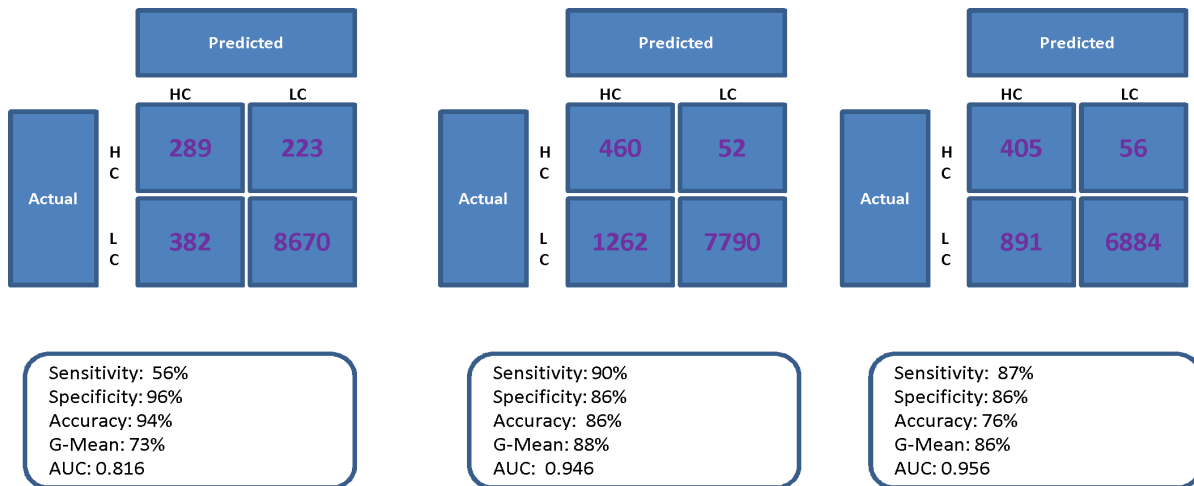 Predicted
HC LC
Actual
H
C
289 223
L
C
382 8670
Sensitivity: 56%
Specificity: 96%
Accuracy: 94%
G-Mean: 73%
AUC: 0.816
Predicted
HC LC
Actual
H
C
460 52
L
C
1262 7790
Sensitivity: 90%
Specificity: 86%
Accuracy: 86%
G-Mean: 88%
AUC: 0.946
Predicted
HC LC
Actual
H
C
405 56
L
C
891 6884
Sensitivity: 87%
Specificity: 86%
Accuracy: 76%
G-Mean: 86%
AUC: 0.956